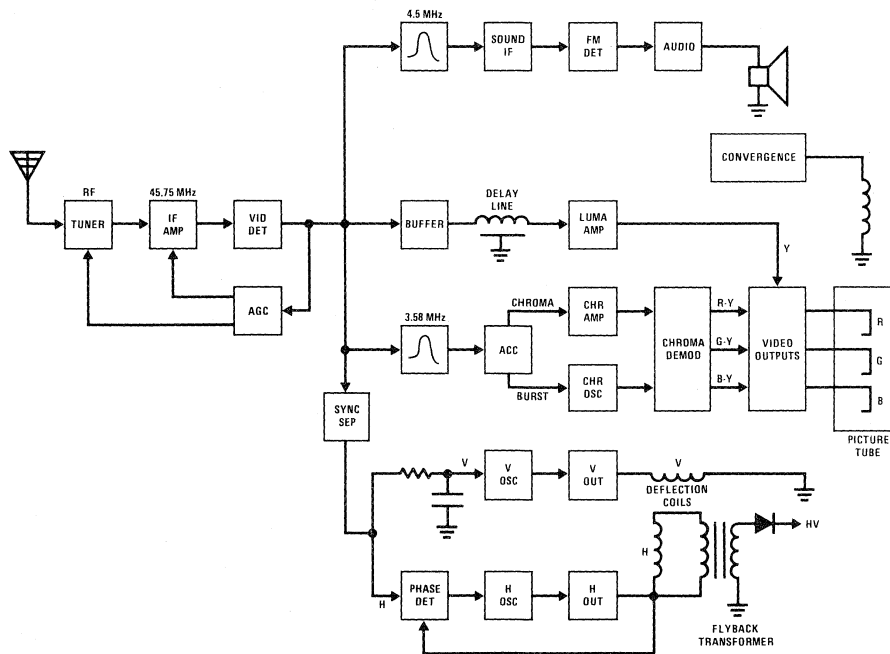 4.5 MHz
SOUND
IF
FM
DET
AUDIO
CONVERGENCE
RF
TUNER
45.75 MHz
IF
AMP
VID
DET
BUFFER
DELAY
LINE
LUMA
AMP
Y
AGC
3.58 MHz
ACC
CHROMA
BURST
CHR
AMP
CHR
OSC
CHROMA
DEMOD
R-Y
G-Y
B-Y
VIDEO
OUTPUTS
R
G
B
PICTURE
TUBE
SYNC
SEP
V
V
OSC
V
OUT
V
DEFLECTION
COILS
H
HV
H
PHASE
DET
H
OSC
H
OUT
FLYBACK
TRANSFORMER